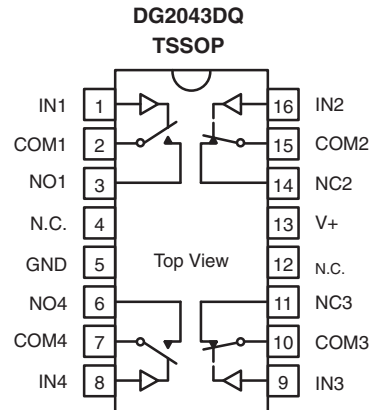 DG2043DQ
TSSOP
IN1 1 16 IN2
COM1 2 15 COM2
NO1 3 14 NC2
N.C. 4 13 V+
GND 5 Top View 12 N.C.
NO4 6 11 NC3
COM4 7 10 COM3
IN4 8 9 IN3